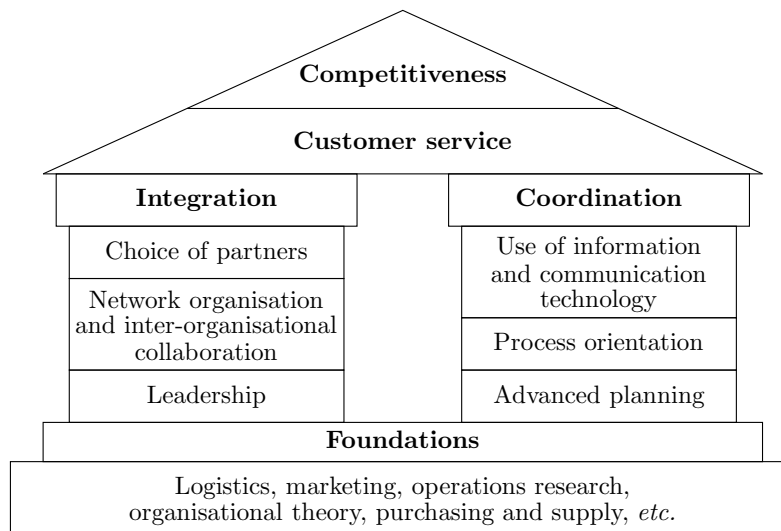 Competitiveness
Customer service
Integration
Choice of partners
Network organisation
and inter-organisational
collaboration
Leadership
Coordination
Use of information
and communication
technology
Process orientation
Advanced planning
Foundations
Logistics, marketing, operations research,
organisational theory, purchasing and supply, etc.